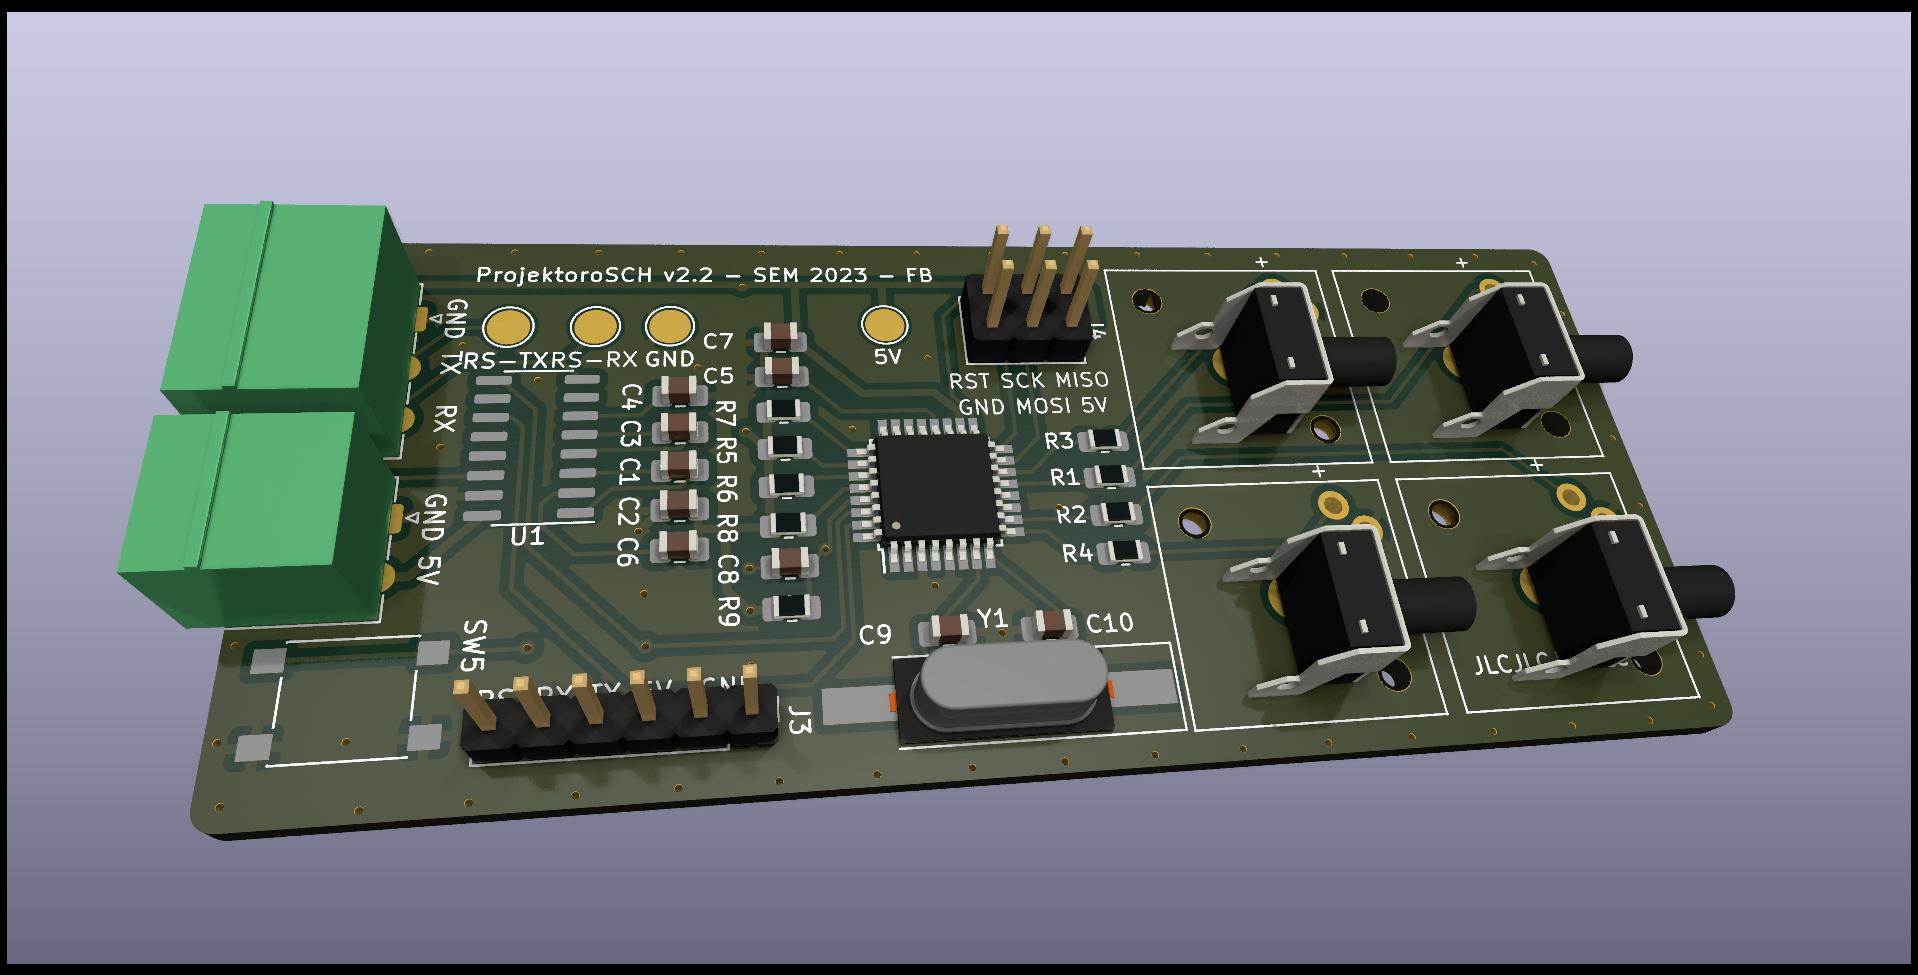 ProjektoroSCH v2.2 – SEM 2023 – FB
+
+
GND
TX
RX
RS-TX
RS-RX
GND
5V
C7
C5
J4
RST SCK MISO
GND MOSI 5V
C4
C3
C1
C2
C6
R7
R5
R6
R8
C8
R9
R3
R1
R2
R4
+
+
GND
5V
U1
SW5
C9
Y1
C10
J3
JLCJLC